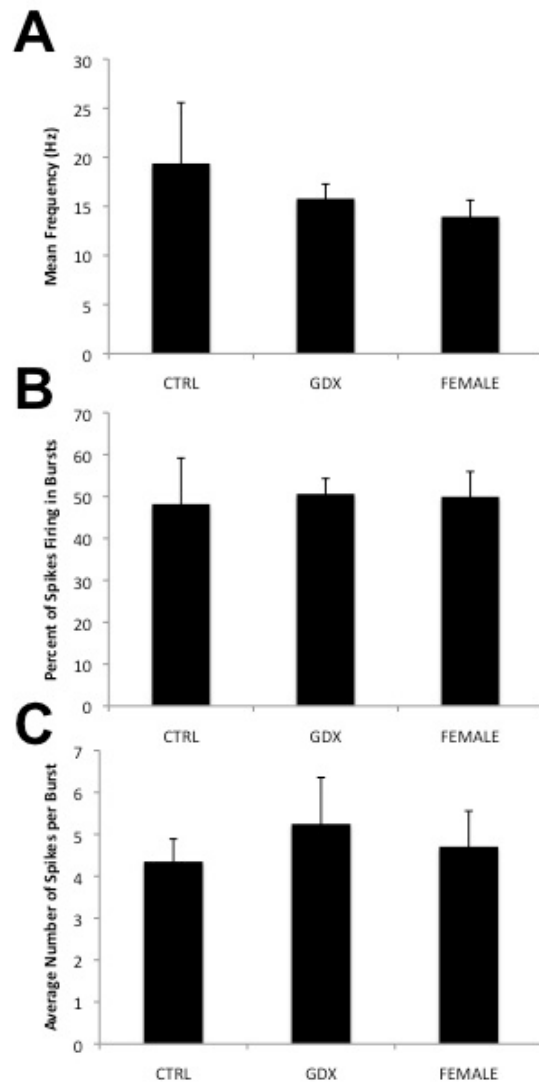 A
Mean Frequency (Hz)
30
25
20
15
10
5
0
CTRL GDX FEMALE
B
Percent of Spikes Firing in Bursts
70
60
50
40
30
20
10
0
CTRL GDX FEMALE
C
Average Number of Spikes per Burst
7
6
5
4
3
2
1
0
CTRL GDX FEMALE